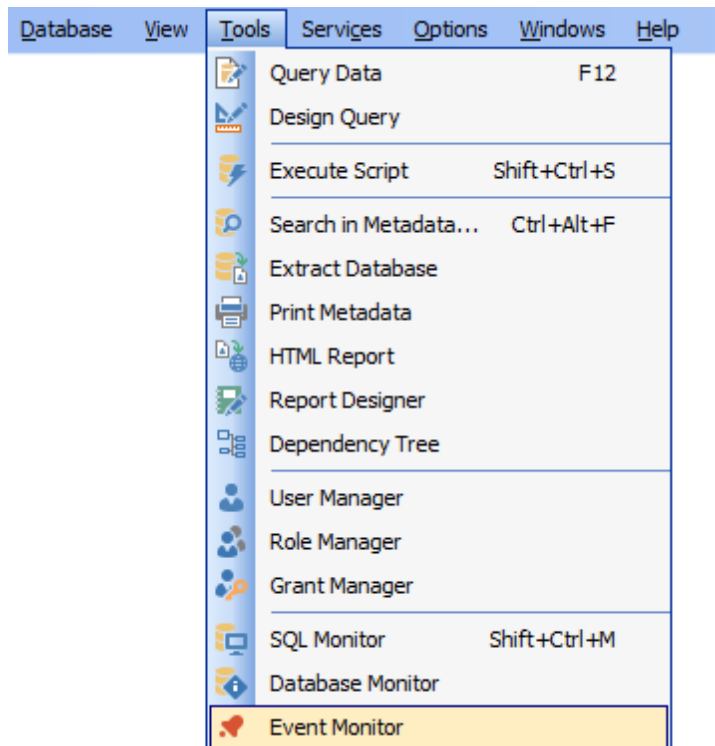 Database View Tools Services Options Windows Help
Query Data F12
Design Query
Execute Script Shift+Ctrl+S
Search in Metadata... Ctrl+Alt+F
Extract Database
Print Metadata
HTML Report
Report Designer
Dependency Tree
User Manager
Role Manager
Grant Manager
SQL Monitor Shift+Ctrl+M
Database Monitor
Event Monitor